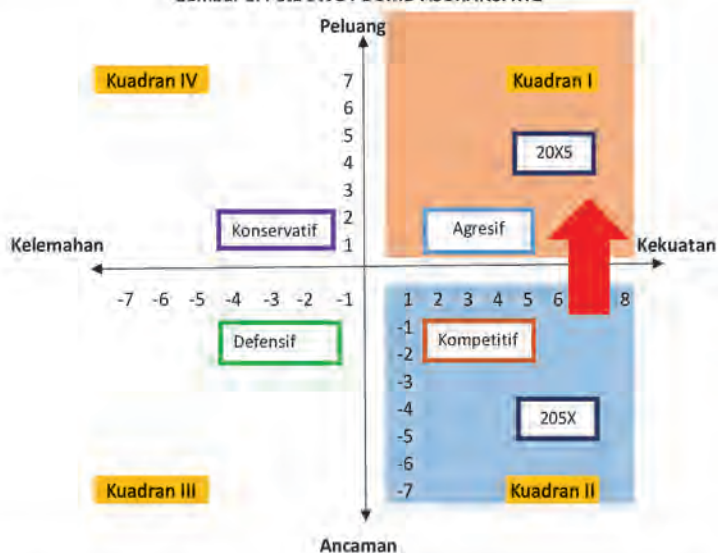 Peluang
Kuadran IV
Kuadran I
7
6
5
4
3
2
1
20X5
Konservatif
Agresif
Kelemahan
Kekuatan
-7 -6 -5 -4 -3 -2 -1
1 2 3 4 5 6 8
Defensif
Kompetitif
-1
-2
-3
-4
-5
-6
-7
205X
Kuadran III
Kuadran II
Ancaman